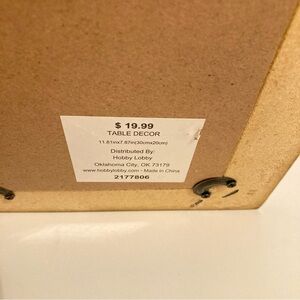 $ 19.99
TABLE DECOR
11.81inx7.87in(30cmx20cm)
Distributed By:
Hobby Lobby
Oklahoma City, OK 73179
www.hobbylobby.com - Made in China
2177806